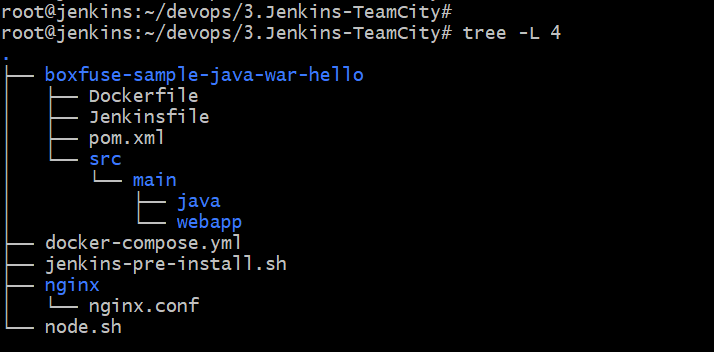 root@jenkins:~/devops/3.Jenkins-TeamCity#
root@jenkins:~/devops/3.Jenkins-TeamCity# tree -L 4
.
├── boxfuse-sample-java-war-hello
│   ├── Dockerfile
│   ├── Jenkinsfile
│   ├── pom.xml
│   └── src
│       └── main
│           ├── java
│           └── webapp
├── docker-compose.yml
├── jenkins-pre-install.sh
├── nginx
│   └── nginx.conf
└── node.sh